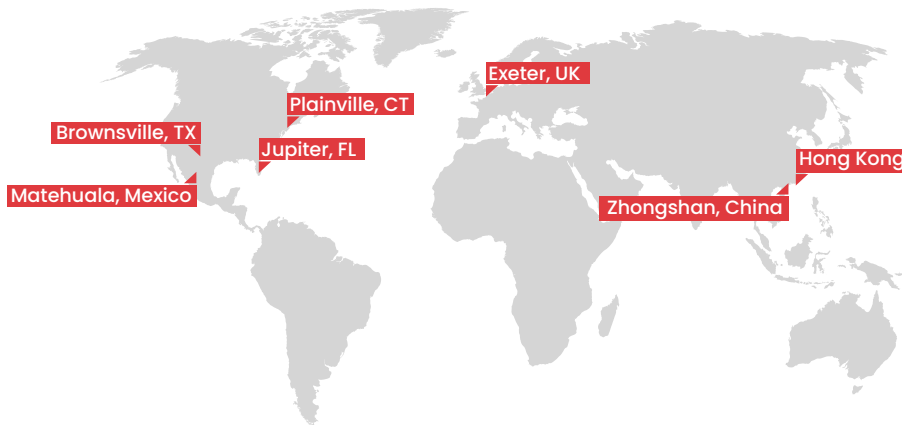 Exeter, UK
Plainville, CT
Brownsville, TX
Jupiter, FL
Hong Kong
Matehuala, Mexico
Zhongshan, China